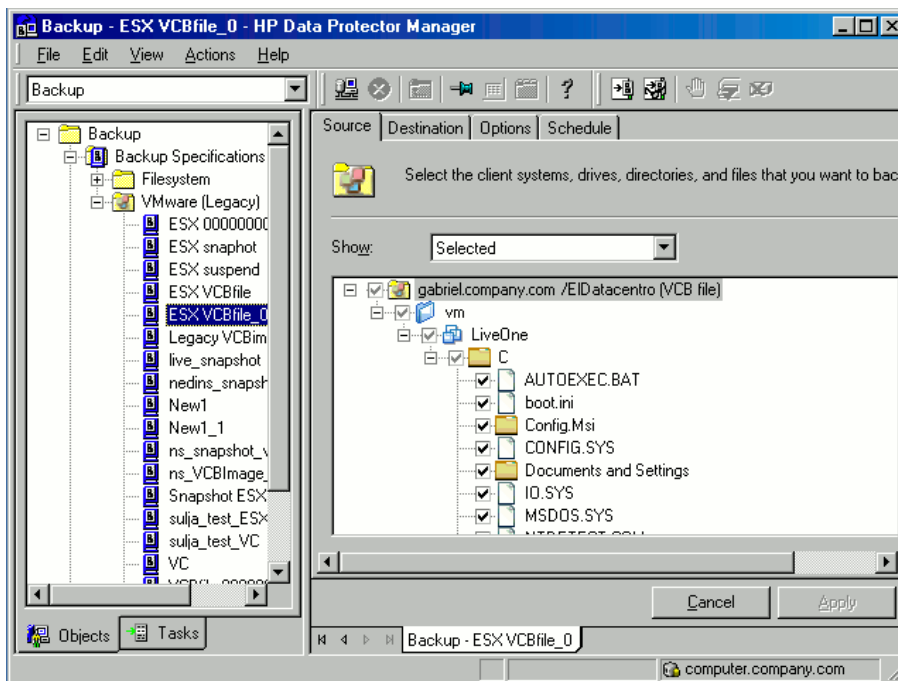 Backup - ESX VCBfile_0 - HP Data Protector Manager
File Edit View Actions Help
Backup
Backup
Backup Specifications
Filesystem
VMware (Legacy)
ESX 00000000
ESX snaphot
ESX suspend
ESX VCBfile
ESX VCBfile_0
Legacy VCBim
live_snapshot
nedins_snapsh
New1
New1_1
ns_snapshot_v
ns_VCBImage_
Snapshot ESX
sulja_test_ESX
sulja_test_VC
VC
Objects Tasks
Source Destination Options Schedule
Select the client systems, drives, directories, and files that you want to bac
Show: Selected
gabriel.company.com /ElDatacentro (VCB file)
vm
LiveOne
C
AUTOEXEC.BAT
boot.ini
Config.Msi
CONFIG.SYS
Documents and Settings
IO.SYS
MSDOS.SYS
NTDETECT.COM
Cancel Apply
Backup - ESX VCBfile_0
computer.company.com